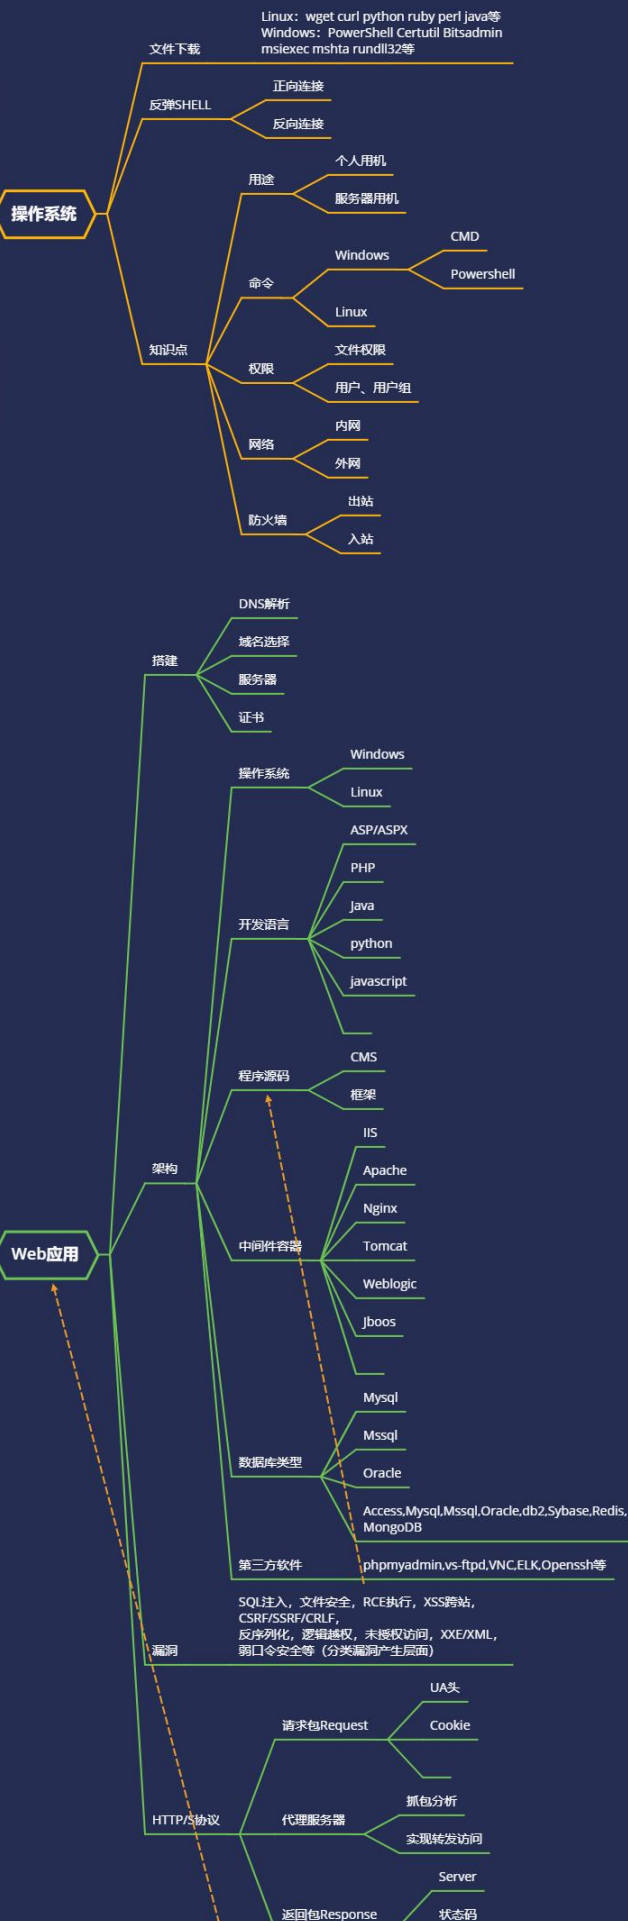 Linux：wget curl python ruby perl java等
Windows：PowerShell Certutil Bitsadmin
msiexec mshta rundll32等
文件下载
正向连接
反弹SHELL
反向连接
个人用机
用途
服务器用机
操作系统
CMD
Windows
Powershell
命令
Linux
知识点
文件权限
权限
用户、用户组
内网
网络
外网
出站
防火墙
入站
DNS解析
域名选择
搭建
服务器
证书
Windows
操作系统
Linux
ASP/ASPX
PHP
Java
开发语言
python
javascript
CMS
程序源码
框架
IIS
架构
Apache
Nginx
中间件容器
Tomcat
Web应用
Weblogic
Jboos
Mysql
Mssql
数据库类型
Oracle
Access,Mysql,Mssql,Oracle,db2,Sybase,Redis,
MongoDB
第三方软件
phpmyadmin,vs-ftpd,VNC,ELK,Openssh等
SQL注入，文件安全，RCE执行，XSS跨站，
CSRF/SSRF/CRLF，
反序列化，逻辑越权，未授权访问，XXE/XML，
弱口令安全等（分类漏洞产生层面）
漏洞
UA头
请求包Request
Cookie
抓包分析
HTTP/S协议
代理服务器
实现转发访问
Server
返回包Response
状态码